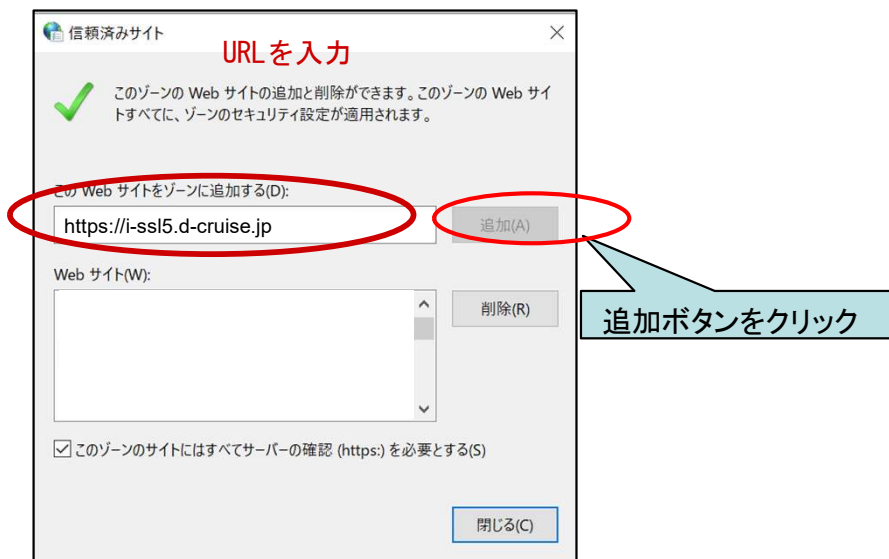 信頼済みサイト
URLを入力
このゾーンの Web サイトの追加と削除ができます。このゾーンの Web サイ
トすべてに、ゾーンのセキュリティ設定が適用されます。
この Web サイトをゾーンに追加する(D):
https://i-ssl5.d-cruise.jp
追加(A)
Web サイト(W):
削除(R)
追加ボタンをクリック
このゾーンのサイトにはすべてサーバーの確認 (https:) を必要とする(S)
閉じる(C)